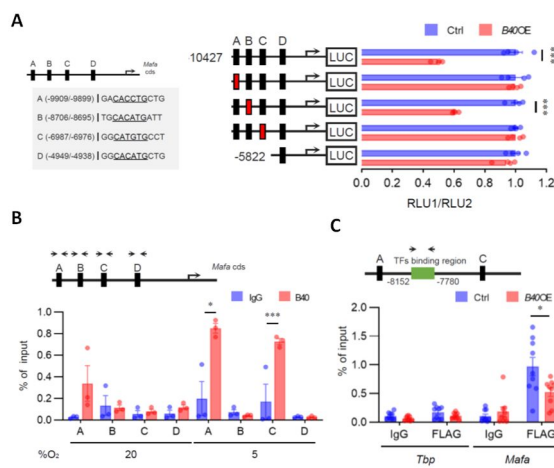 A
A B C D
Mafa
cds
A (-9909/-9899) GACACCTGCTG
B (-8706/-8695) TGCACATGATT
C (-6987/-6976) GGCATGTGCCT
D (-4949/-4938) GGCACATGCTG
Ctrl B40OE
A B C D
10427
LUC
***
LUC
LUC
***
LUC
-5822
LUC
0.0 0.2 0.4 0.6 0.8 1.0 1.2
RLU1/RLU2
B
A B C D
Mafa cds
IgG B40
% of input
1.0
0.8
0.6
0.4
0.2
0.0
* ***
A B C D A B C D
%O₂ 20 5
C
A C
TFs binding region
-8152 -7780
Ctrl B40OE
% of input
2.0
1.5
1.0
0.5
0.0
*
IgG FLAG IgG FLAG
Tbp Mafa